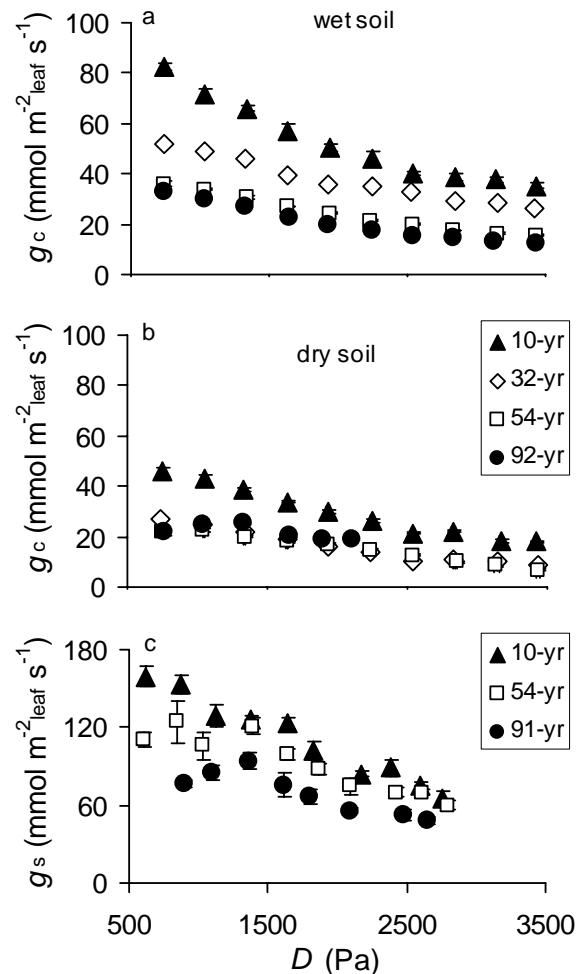 a
wet soil
100
80
60
40
20
0
gc (mmol m-2leaf s-1)
b
dry soil
100
80
60
40
20
0
gc (mmol m-2leaf s-1)
10-yr
32-yr
54-yr
92-yr
c
180
120
60
0
gs (mmol m-2leaf s-1)
10-yr
54-yr
91-yr
500 1500 2500 3500
D (Pa)